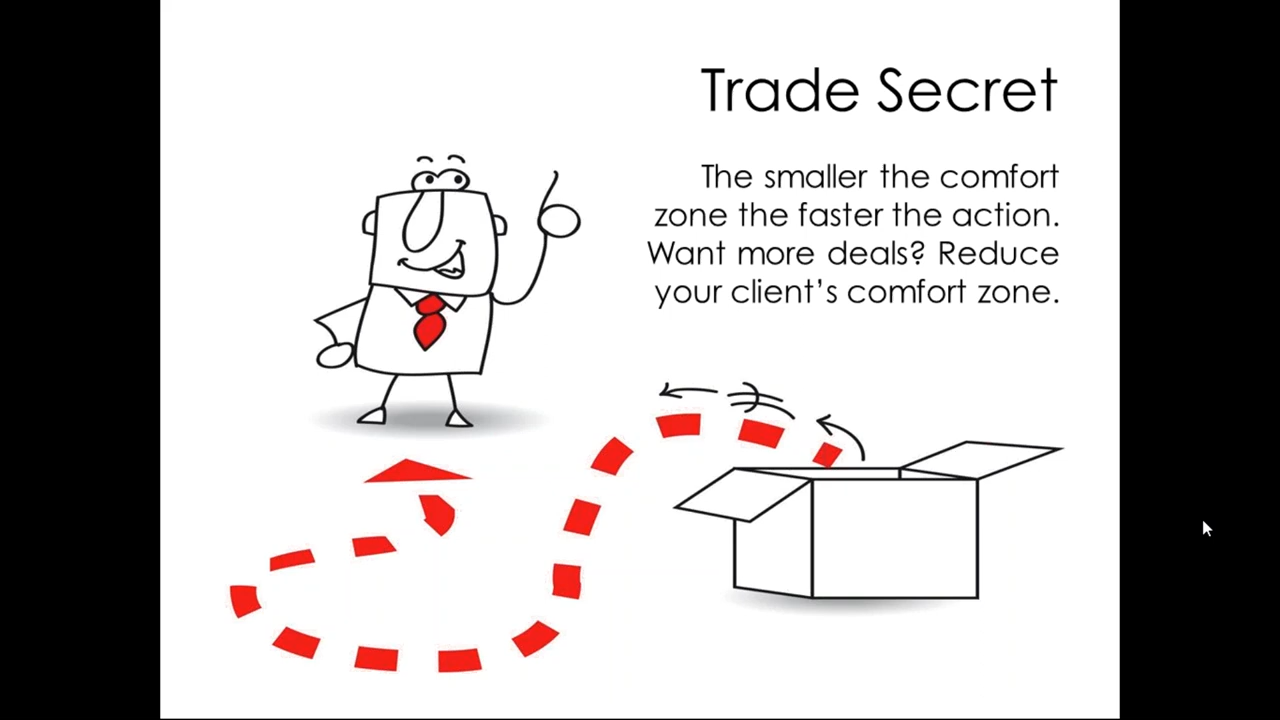 Trade Secret
The smaller the comfort
zone the faster the action.
Want more deals? Reduce
your client’s comfort zone.